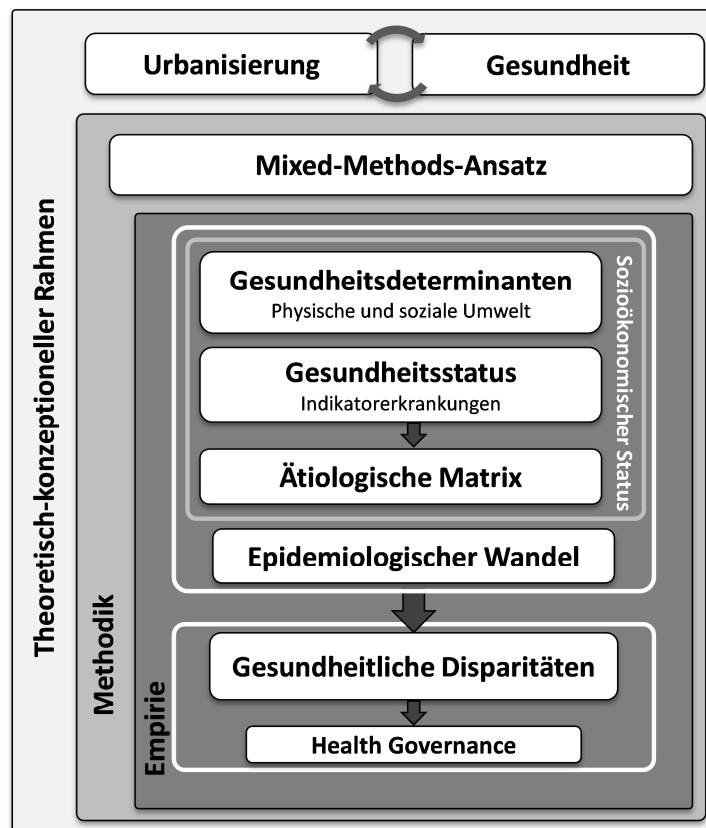 Urbanisierung
Gesundheit
Theoretisch-konzeptioneller Rahmen
Mixed-Methods-Ansatz
Methodik
Gesundheitsdeterminanten
Physische und soziale Umwelt
Sozioökonomischer Status
Gesundheitsstatus
Indikatorerkrankungen
Ätiologische Matrix
Epidemiologischer Wandel
Empirie
Gesundheitliche Disparitäten
Health Governance